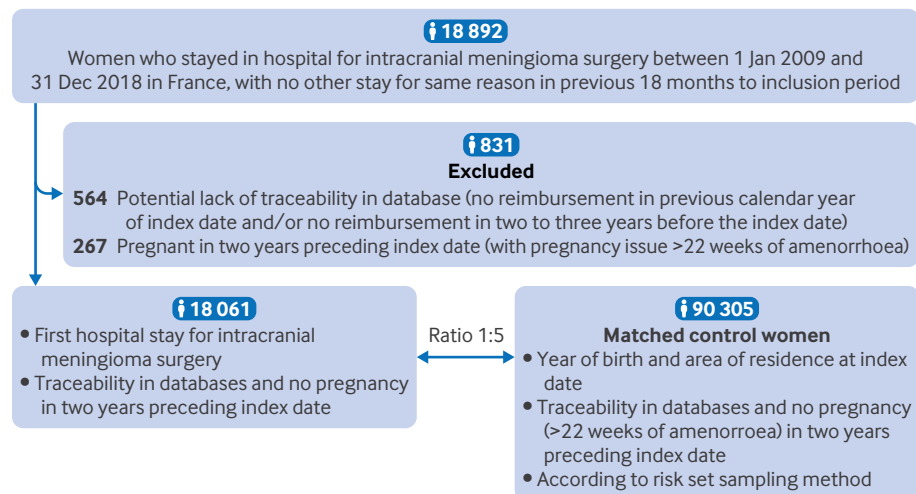 18 892
Women who stayed in hospital for intracranial meningioma surgery between 1 Jan 2009 and
31 Dec 2018 in France, with no other stay for same reason in previous 18 months to inclusion period
831
Excluded
564 Potential lack of traceability in database (no reimbursement in previous calendar year
of index date and/or no reimbursement in two to three years before the index date)
267 Pregnant in two years preceding index date (with pregnancy issue >22 weeks of amenorrhoea)
18 061
• First hospital stay for intracranial
meningioma surgery
• Traceability in databases and no pregnancy
in two years preceding index date
Ratio 1:5
90 305
Matched control women
• Year of birth and area of residence at index
date
• Traceability in databases and no pregnancy
(>22 weeks of amenorroea) in two years
preceding index date
• According to risk set sampling method